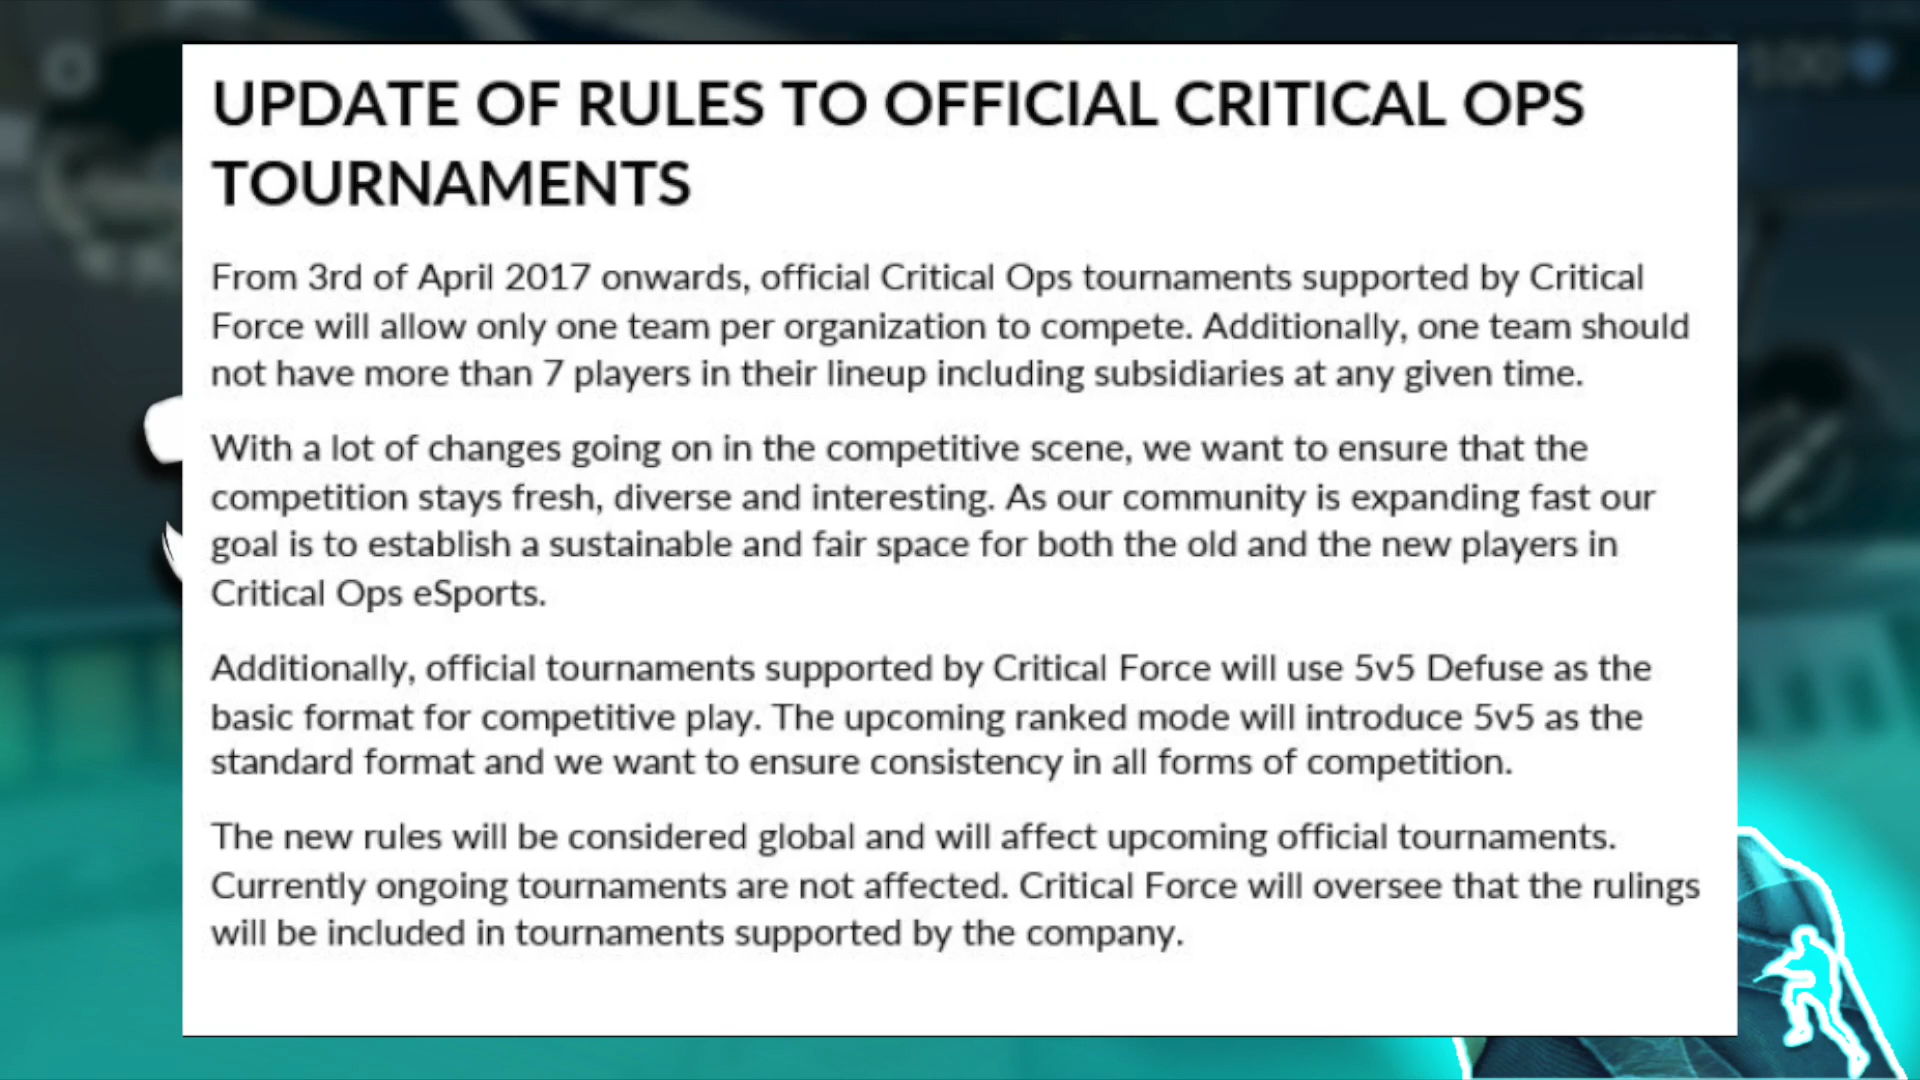 100
UPDATE OF RULES TO OFFICIAL CRITICAL OPS
TOURNAMENTS
From 3rd of April 2017 onwards, official Critical Ops tournaments supported by Critical
Force will allow only one team per organization to compete. Additionally, one team should
not have more than 7 players in their lineup including subsidiaries at any given time.
With a lot of changes going on in the competitive scene, we want to ensure that the
competition stays fresh, diverse and interesting. As our community is expanding fast our
goal is to establish a sustainable and fair space for both the old and the new players in
Critical Ops eSports.
Additionally, official tournaments supported by Critical Force will use 5v5 Defuse as the
basic format for competitive play. The upcoming ranked mode will introduce 5v5 as the
standard format and we want to ensure consistency in all forms of competition.
The new rules will be considered global and will affect upcoming official tournaments.
Currently ongoing tournaments are not affected. Critical Force will oversee that the rulings
will be included in tournaments supported by the company.